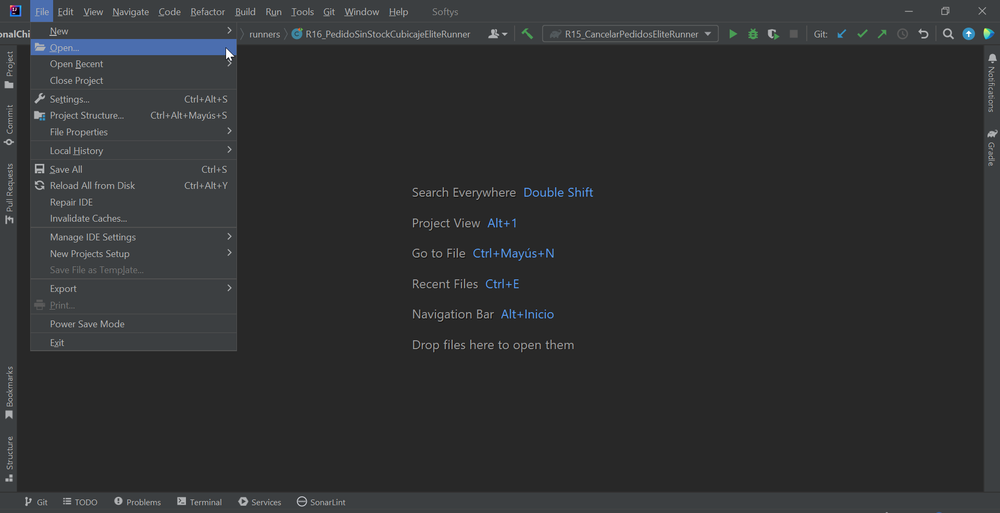 IJ File Edit View Navigate Code Refactor Build Run Tools Git Window Help Softys
onalChi runners R16_PedidoSinStockCubicajeEliteRunner R15_CancelarPedidosEliteRunner Git:
New
Open...
Open Recent
Close Project
Settings... Ctrl+Alt+S
Project Structure... Ctrl+Alt+Mayús+S
File Properties
Local History
Save All Ctrl+S
Reload All from Disk Ctrl+Alt+Y
Repair IDE
Invalidate Caches...
Manage IDE Settings
New Projects Setup
Save File as Template...
Export
Print...
Power Save Mode
Exit
Project
Commit
Pull Requests
Bookmarks
Structure
Search Everywhere Double Shift
Project View Alt+1
Go to File Ctrl+Mayús+N
Recent Files Ctrl+E
Navigation Bar Alt+Inicio
Drop files here to open them
Notifications
Gradle
Git TODO Problems Terminal Services SonarLint